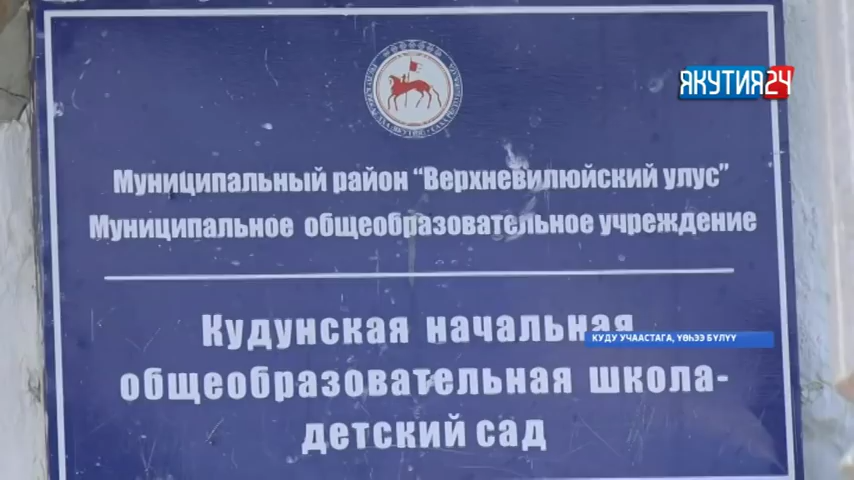 ЯКУТИЯ24
Муниципальный район “Верхневилюйский улус”
Муниципальное общеобразовательное учреждение
Кудунская начальная
КУДУ УЧААСТАГА, ҮӨҺЭЭ БҮЛҮҮ
общеобразовательная школа-
детский сад